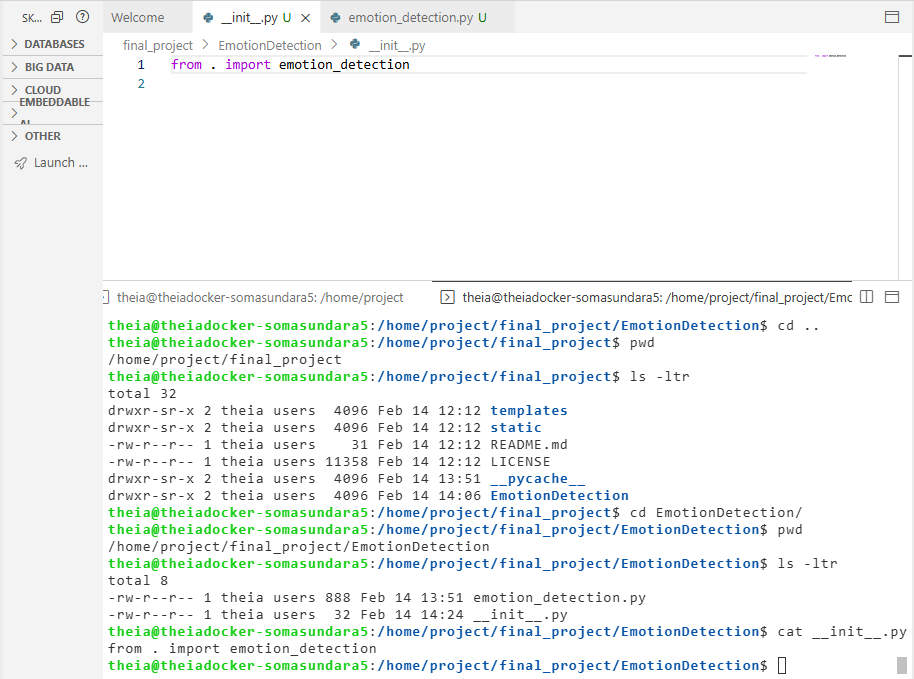 SK...
Welcome
__init__.py U
emotion_detection.py U
DATABASES
BIG DATA
CLOUD
EMBEDDABLE
AI
OTHER
Launch ...
final_project > EmotionDetection > __init__.py
1 from . import emotion_detection
2
theia@theiadocker-somasundara5: /home/project
theia@theiadocker-somasundara5: /home/project/final_project/Emo
theia@theiadocker-somasundara5:/home/project/final_project/EmotionDetection$ cd ..
theia@theiadocker-somasundara5:/home/project/final_project$ pwd
/home/project/final_project
theia@theiadocker-somasundara5:/home/project/final_project$ ls -ltr
total 32
drwxr-sr-x 2 theia users  4096 Feb 14 12:12 templates
drwxr-sr-x 2 theia users  4096 Feb 14 12:12 static
-rw-r--r-- 1 theia users    31 Feb 14 12:12 README.md
-rw-r--r-- 1 theia users 11358 Feb 14 12:12 LICENSE
drwxr-sr-x 2 theia users  4096 Feb 14 13:51 __pycache__
drwxr-sr-x 2 theia users  4096 Feb 14 14:06 EmotionDetection
theia@theiadocker-somasundara5:/home/project/final_project$ cd EmotionDetection/
theia@theiadocker-somasundara5:/home/project/final_project/EmotionDetection$ pwd
/home/project/final_project/EmotionDetection
theia@theiadocker-somasundara5:/home/project/final_project/EmotionDetection$ ls -ltr
total 8
-rw-r--r-- 1 theia users 888 Feb 14 13:51 emotion_detection.py
-rw-r--r-- 1 theia users  32 Feb 14 14:24 __init__.py
theia@theiadocker-somasundara5:/home/project/final_project/EmotionDetection$ cat __init__.py
from . import emotion_detection
theia@theiadocker-somasundara5:/home/project/final_project/EmotionDetection$